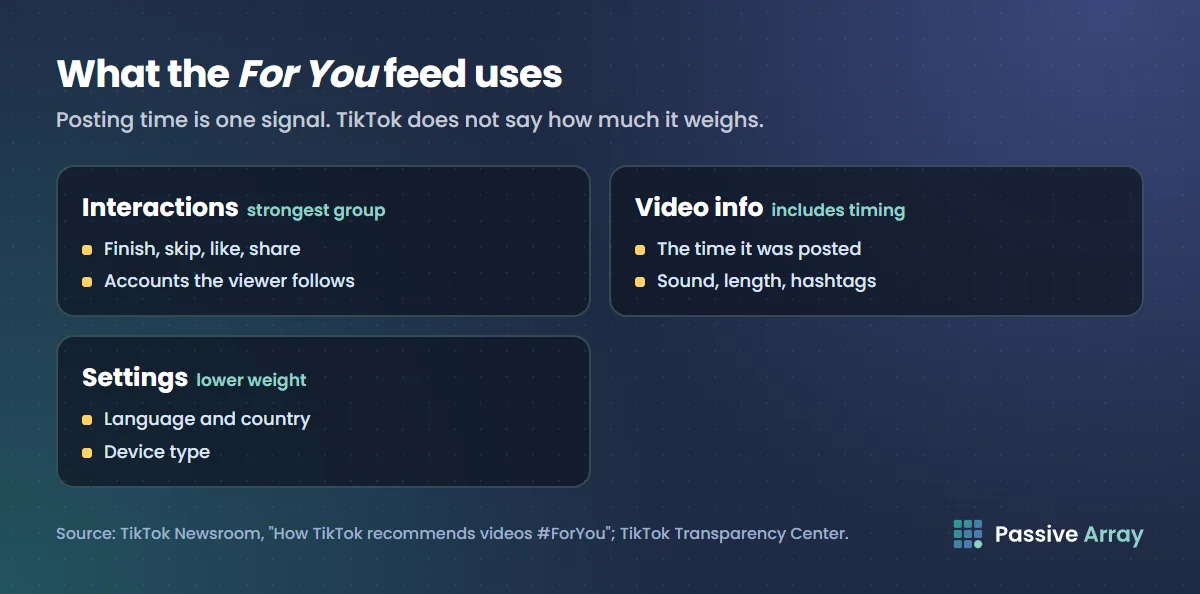 What the For You feed uses
Posting time is one signal. TikTok does not say how much it weighs.
Interactions strongest group
Finish, skip, like, share
Accounts the viewer follows
Video info includes timing
The time it was posted
Sound, length, hashtags
Settings lower weight
Language and country
Device type
Source: TikTok Newsroom, "How TikTok recommends videos #ForYou"; TikTok Transparency Center.
Passive Array